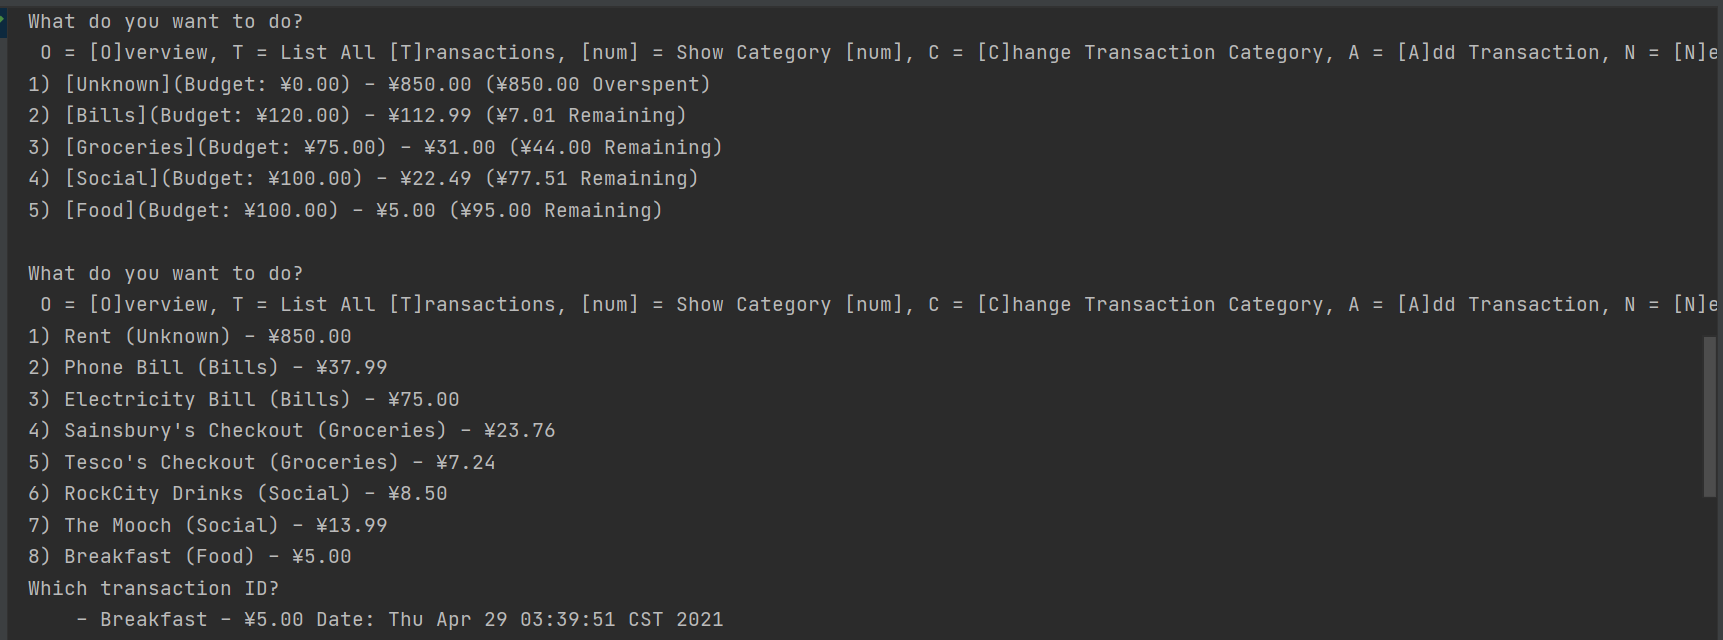 What do you want to do?
O = [O]verview, T = List All [T]ransactions, [num] = Show Category [num], C = [C]hange Transaction Category, A = [A]dd Transaction, N = [N]e
1) [Unknown](Budget: ¥0.00) - ¥850.00 (¥850.00 Overspent)
2) [Bills](Budget: ¥120.00) - ¥112.99 (¥7.01 Remaining)
3) [Groceries](Budget: ¥75.00) - ¥31.00 (¥44.00 Remaining)
4) [Social](Budget: ¥100.00) - ¥22.49 (¥77.51 Remaining)
5) [Food](Budget: ¥100.00) - ¥5.00 (¥95.00 Remaining)
What do you want to do?
O = [O]verview, T = List All [T]ransactions, [num] = Show Category [num], C = [C]hange Transaction Category, A = [A]dd Transaction, N = [N]e
1) Rent (Unknown) - ¥850.00
2) Phone Bill (Bills) - ¥37.99
3) Electricity Bill (Bills) - ¥75.00
4) Sainsbury's Checkout (Groceries) - ¥23.76
5) Tesco's Checkout (Groceries) - ¥7.24
6) RockCity Drinks (Social) - ¥8.50
7) The Mooch (Social) - ¥13.99
8) Breakfast (Food) - ¥5.00
Which transaction ID?
- Breakfast - ¥5.00 Date: Thu Apr 29 03:39:51 CST 2021